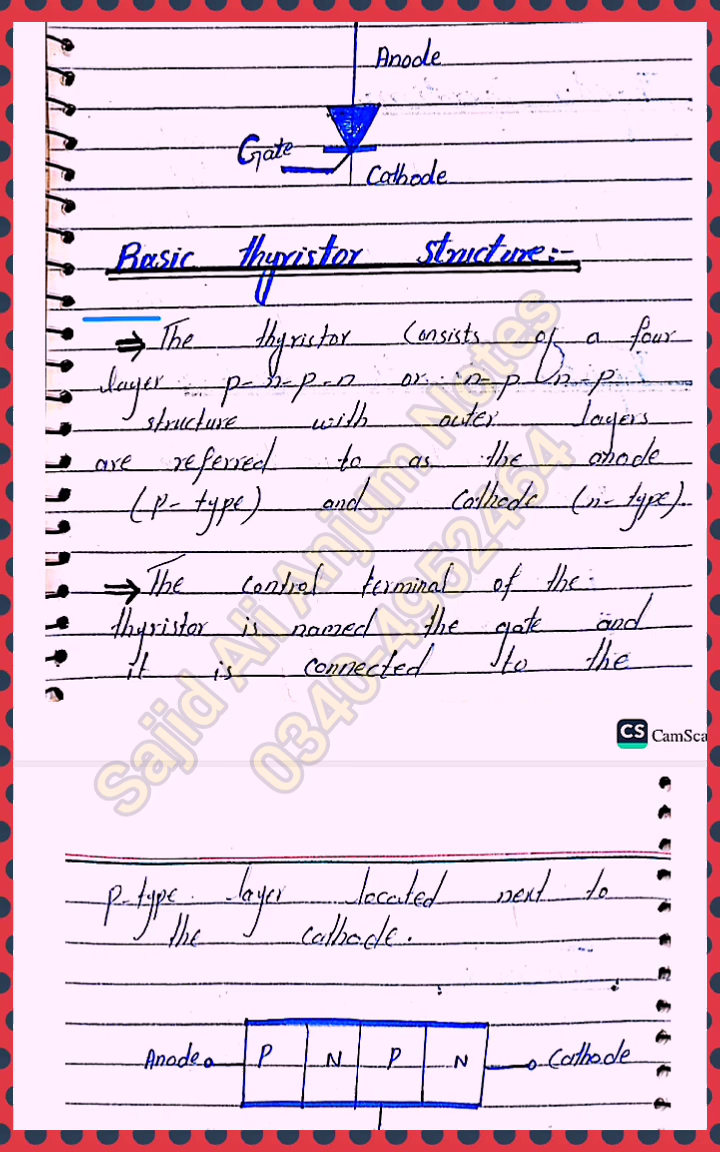 Anode
Gate
Cathode
Basic thyristor structure:-
⇒ The thyristor consists of a four
layer p-n-p-n or n-p-n-p
structure with outer layers
are referred to as the anode
(p-type) and cathode (n-type).
⇒ The control terminal of the
thyristor is named the gate and
it is connected to the
Sajid Ali Anjum Notes
0340-4952464
CS CamSca
p-type layer located next to
the cathode.
Anode P N P N Cathode